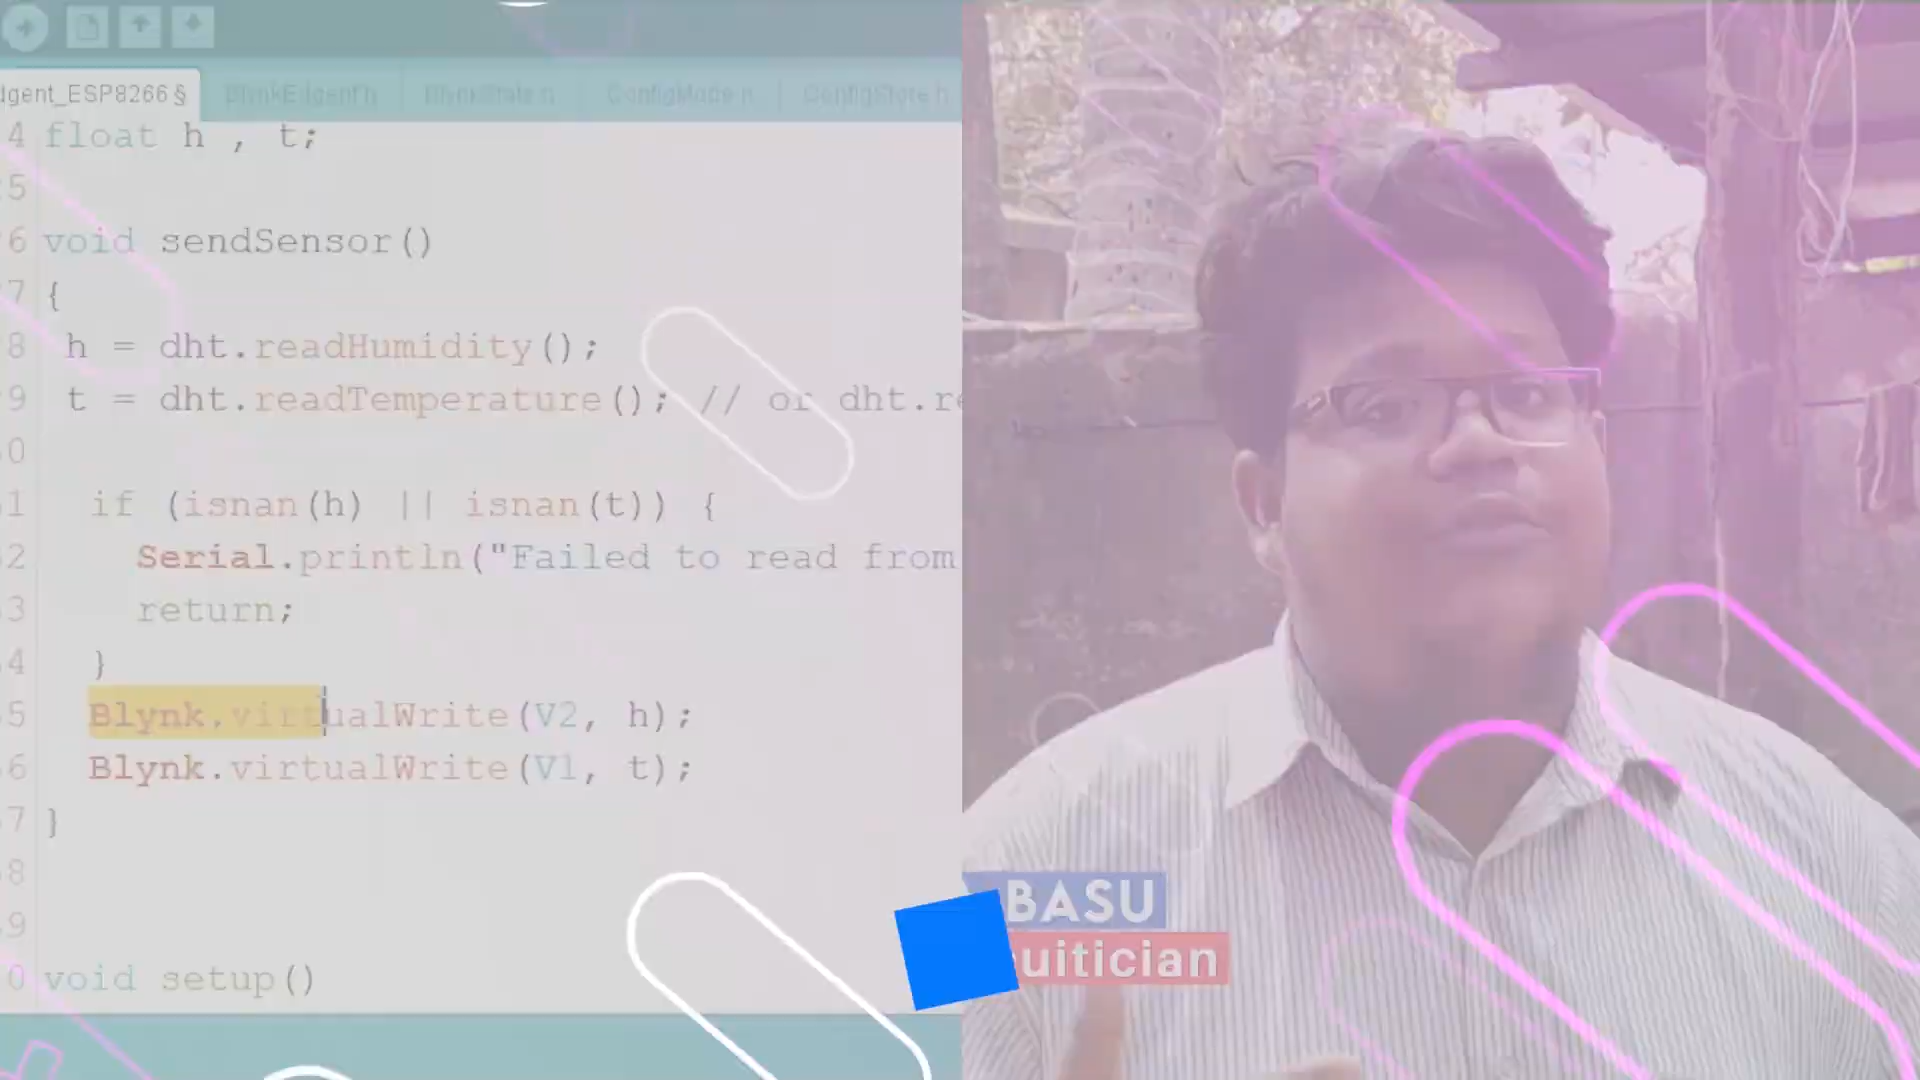 dgent_ESP8266 §
BlynkEdgent.h
BlynkState.h
ConfigMode.h
ConfigStore.h
4 float h , t;
5
6 void sendSensor()
7 {
8 h = dht.readHumidity();
9 t = dht.readTemperature(); // or dht.re
0
1 if (isnan(h) || isnan(t)) {
2 Serial.println("Failed to read from
3 return;
4 }
5 Blynk.virtualWrite(V2, h);
6 Blynk.virtualWrite(V1, t);
7 }
8
9
0 void setup()
BASU
uitician